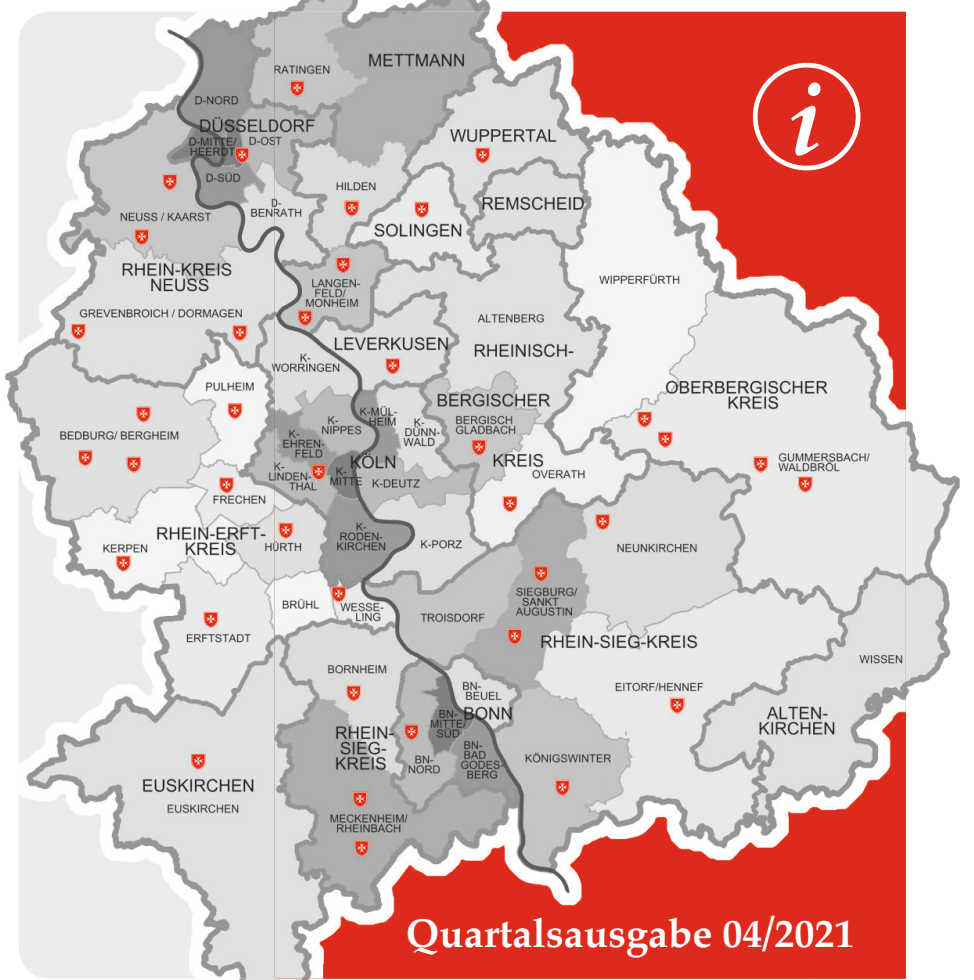 METTMANN
RATINGEN
D-NORD
DÜSSELDORF
D-MITTE/
HEERDT
D-OST
D-SÜD
WUPPERTAL
i
HILDEN
D-
BENRATH
REMSCHEID
NEUSS / KAARST
SOLINGEN
RHEIN-KREIS
NEUSS
LANGEN-
FELD/
MONHEIM
WIPPERFÜRTH
GREVENBROICH / DORMAGEN
ALTENBERG
LEVERKUSEN
RHEINISCH-
K-
WORRINGEN
PULHEIM
OBERBERGISCHER
KREIS
BERGISCHER
K-MÜL-
HEIM
K-
NIPPES
K-
DÜNN-
WALD
BERGISCH
GLADBACH
BEDBURG/ BERGHEIM
K-
EHREN-
FELD
KÖLN
KREIS
GUMMERSBACH/
WALDBRÖL
K-
LINDEN-
THAL
K-
MITTE
K-DEUTZ
OVERATH
FRECHEN
RHEIN-ERFT-
KREIS
KERPEN
HÜRTH
K-
RODEN-
KIRCHEN
K-PORZ
NEUNKIRCHEN
BRÜHL
WESSE-
LING
TROISDORF
SIEGBURG/
SANKT
AUGUSTIN
ERFTSTADT
RHEIN-SIEG-KREIS
WISSEN
BORNHEIM
EITORF/HENNEF
BN-
BEUEL
BONN
BN-
MITTE/
SÜD
ALTEN-
KIRCHEN
RHEIN-
SIEG-
KREIS
BN-
NORD
BN-
BAD
GODES-
BERG
KÖNIGSWINTER
EUSKIRCHEN
EUSKIRCHEN
MECKENHEIM/
RHEINBACH
Quartalsausgabe 04/2021